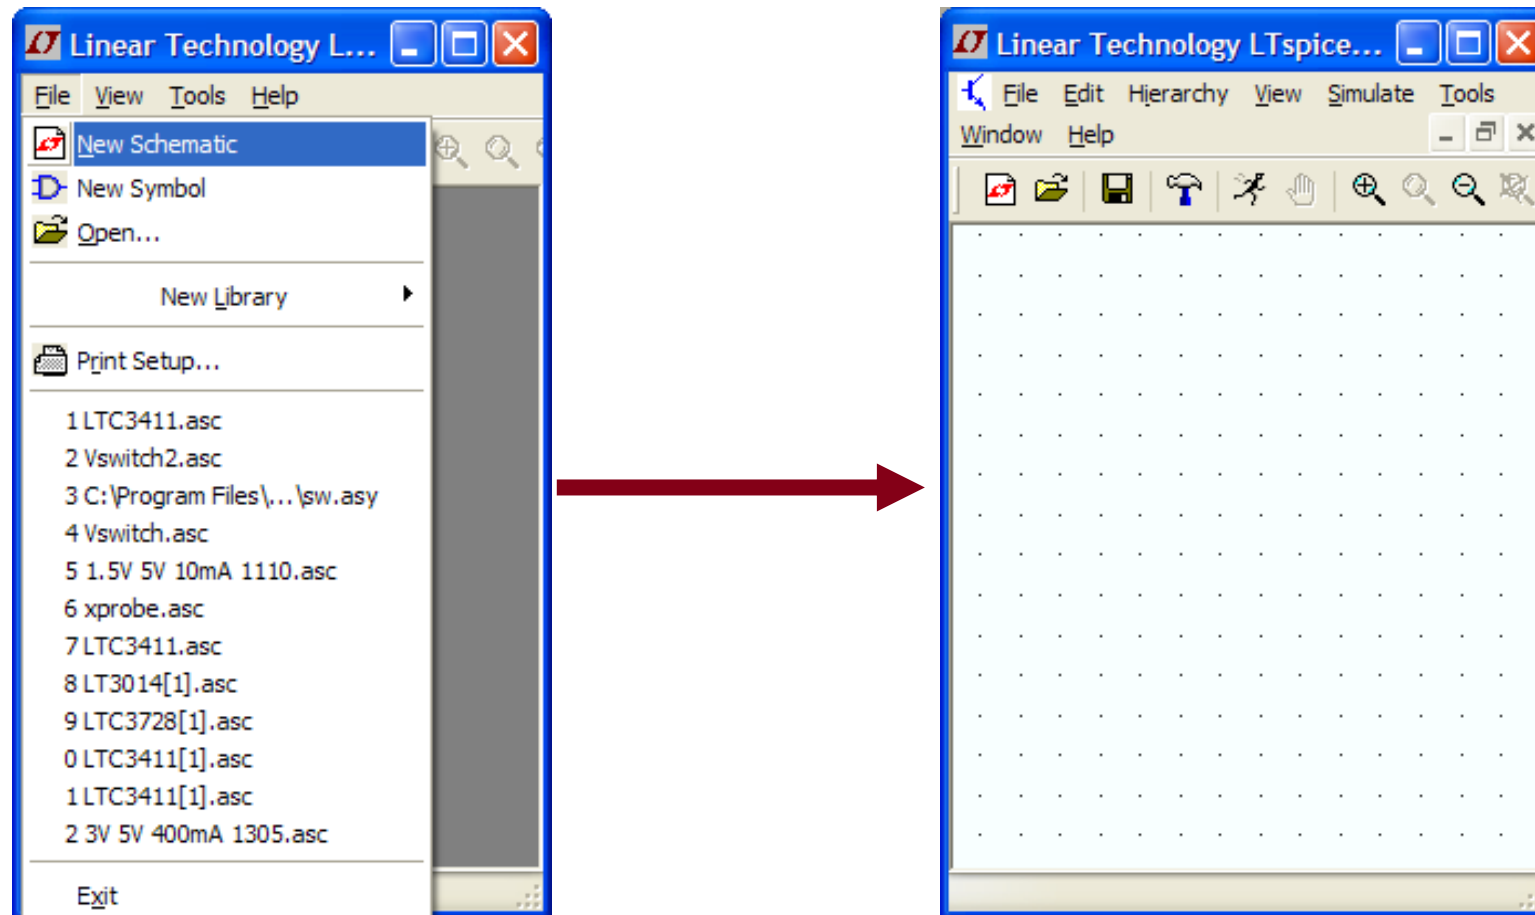 Linear Technology L...
File View Tools Help
New Schematic
New Symbol
Open...
New Library
Print Setup...
1 LTC3411.asc
2 Vswitch2.asc
3 C:\Program Files\...\sw.asy
4 Vswitch.asc
5 1.5V 5V 10mA 1110.asc
6 xprobe.asc
7 LTC3411.asc
8 LT3014[1].asc
9 LTC3728[1].asc
0 LTC3411[1].asc
1 LTC3411[1].asc
2 3V 5V 400mA 1305.asc
Exit
Linear Technology LTspice...
File Edit Hierarchy View Simulate Tools
Window Help